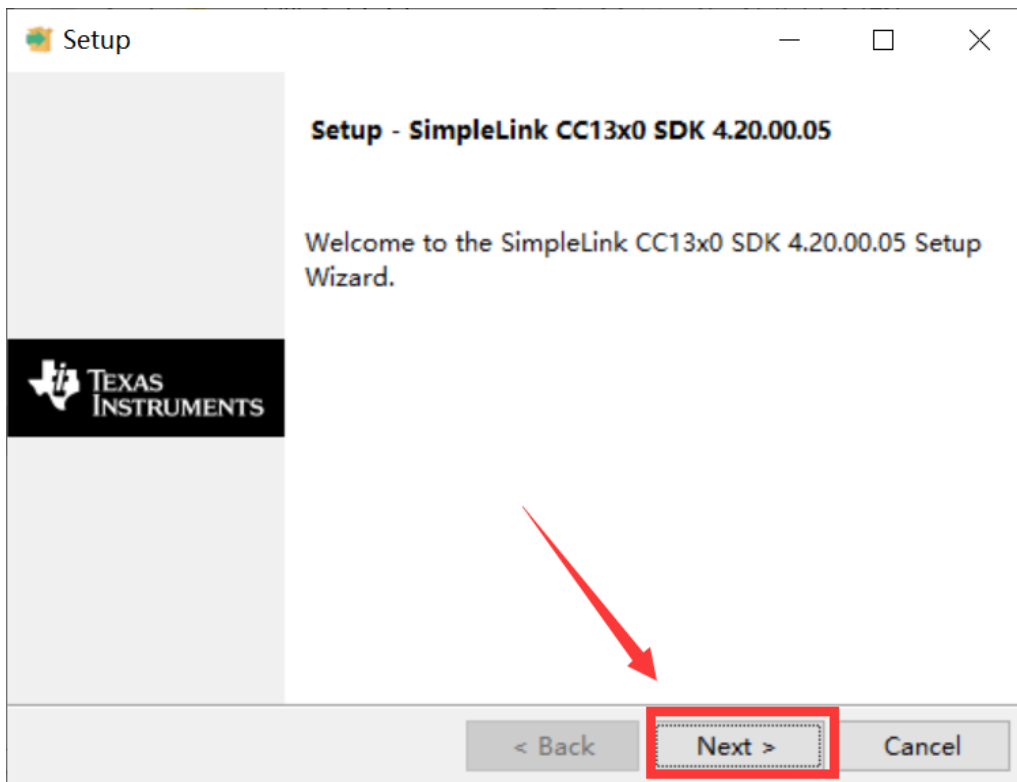 Setup
Setup - SimpleLink CC13x0 SDK 4.20.00.05
Welcome to the SimpleLink CC13x0 SDK 4.20.00.05 Setup
Wizard.
TEXAS
INSTRUMENTS
< Back
Next >
Cancel